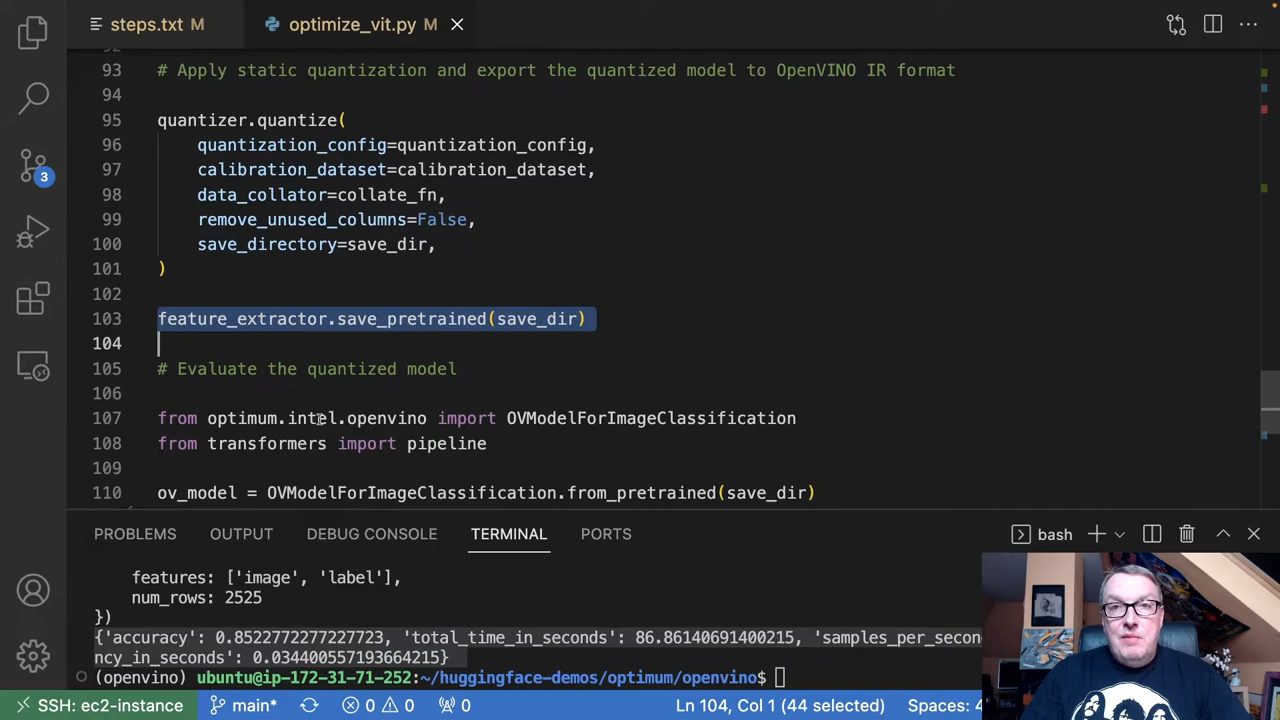 steps.txt M
optimize_vit.py M
93 # Apply static quantization and export the quantized model to OpenVINO IR format
94
95 quantizer.quantize(
96 quantization_config=quantization_config,
97 calibration_dataset=calibration_dataset,
98 data_collator=collate_fn,
99 remove_unused_columns=False,
100 save_directory=save_dir,
101 )
102
103 feature_extractor.save_pretrained(save_dir)
104
105 # Evaluate the quantized model
106
107 from optimum.intel.openvino import OVModelForImageClassification
108 from transformers import pipeline
109
110 ov_model = OVModelForImageClassification.from_pretrained(save_dir)
3
PROBLEMS OUTPUT DEBUG CONSOLE TERMINAL PORTS bash
features: ['image', 'label'],
num_rows: 2525
})
{'accuracy': 0.8522772277227723, 'total_time_in_seconds': 86.86140691400215, 'samples_per_secon
ncy_in_seconds': 0.034400557193664215}
(openvino) ubuntu@ip-172-31-71-252:~/huggingface-demos/optimum/openvino$
SSH: ec2-instance main* 0 0 0 Ln 104, Col 1 (44 selected) Spaces: 4